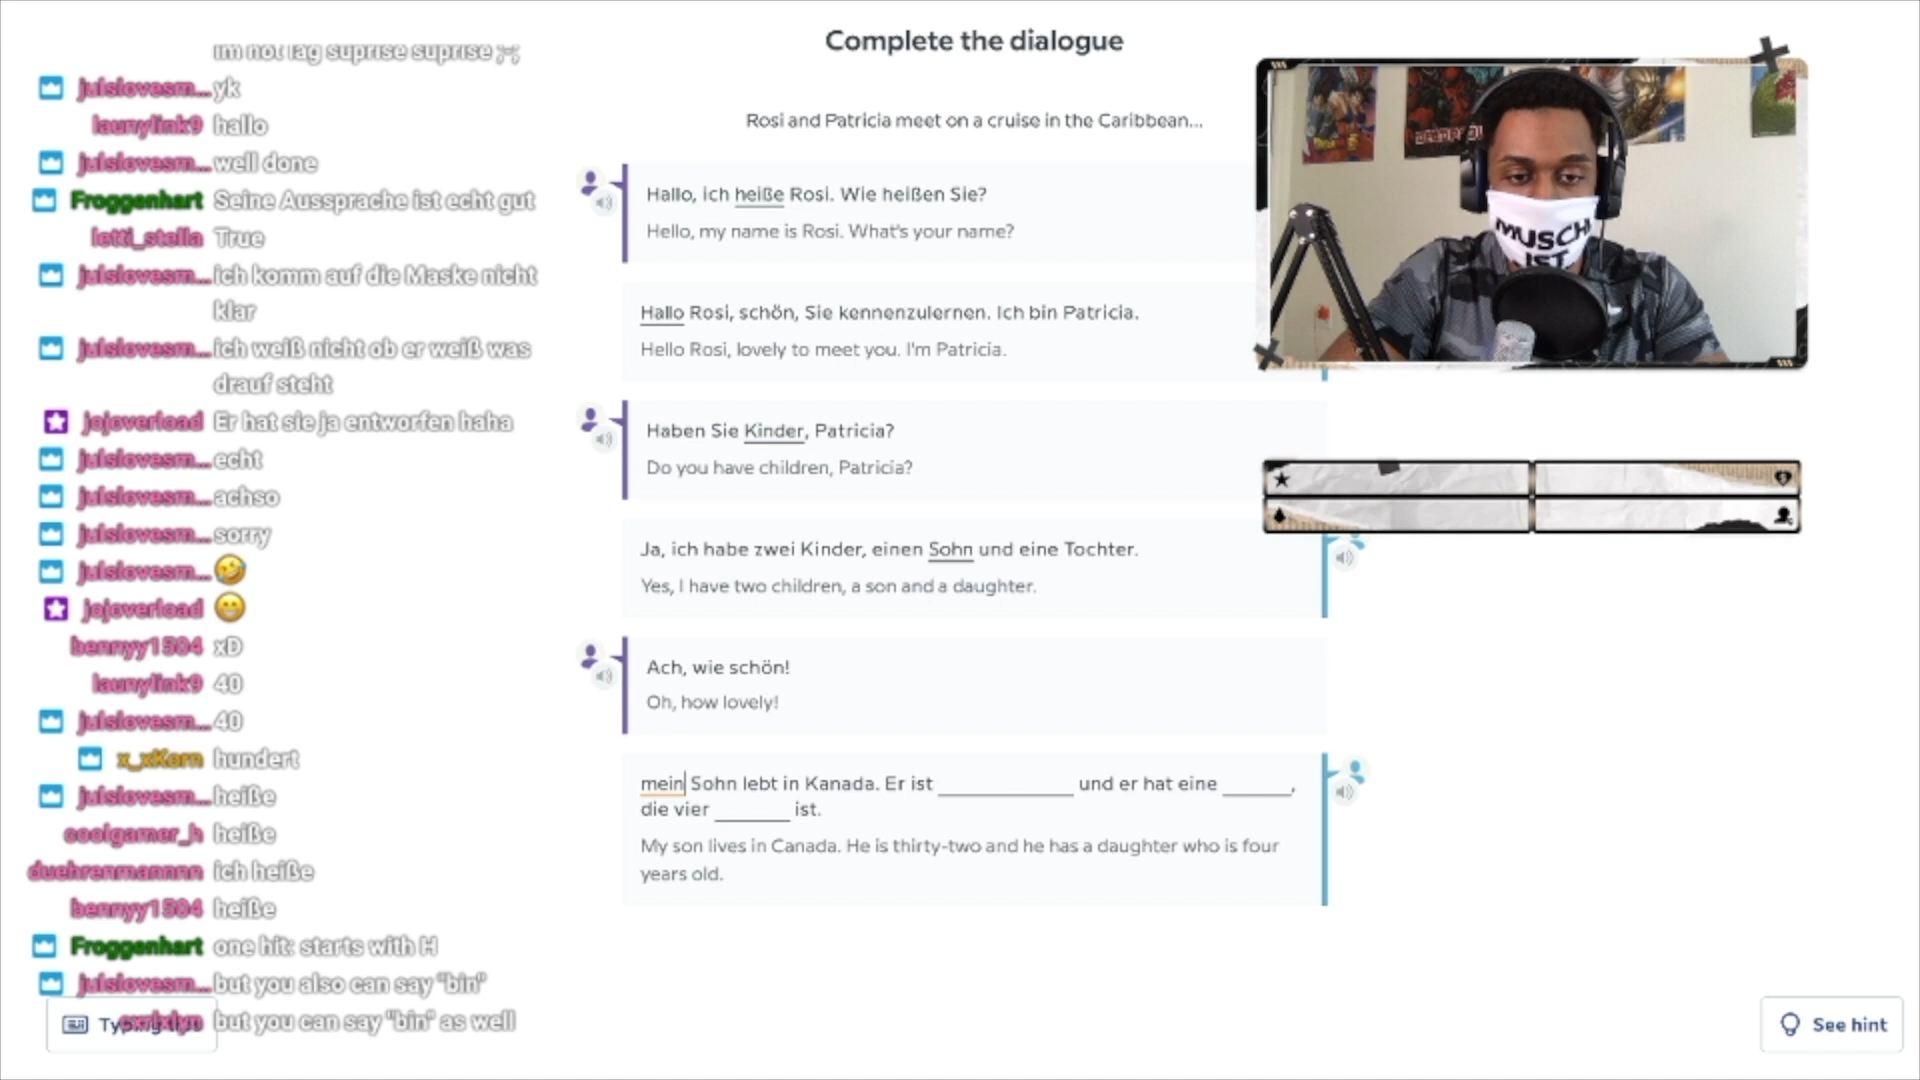 Complete the dialogue
Rosi and Patricia meet on a cruise in the Caribbean...
Hallo, ich heiße Rosi. Wie heißen Sie?
Hello, my name is Rosi. What's your name?
Hallo Rosi, schön, Sie kennenzulernen. Ich bin Patricia.
Hello Rosi, lovely to meet you. I'm Patricia.
Haben Sie Kinder, Patricia?
Do you have children, Patricia?
Ja, ich habe zwei Kinder, einen Sohn und eine Tochter.
Yes, I have two children, a son and a daughter.
Ach, wie schön!
Oh, how lovely!
mein Sohn lebt in Kanada. Er ist ____ und er hat eine ____,
die vier ____ ist.
My son lives in Canada. He is thirty-two and he has a daughter who is four
years old.
im not lag suprise suprise
julslovesm... yk
launylink9 hallo
julslovesm... well done
Froggenhart Seine Aussprache ist echt gut
letti_stella True
julslovesm... ich komm auf die Maske nicht
klar
julslovesm... ich weiß nicht ob er weiß was
drauf steht
jojoverload Er hat sie ja entworfen haha
julslovesm... echt
julslovesm... achso
julslovesm... sorry
julslovesm... 🤣
jojoverload 😁
bennyy1504 xD
launylink9 40
julslovesm... 40
x_xKorn hundert
julslovesm... heiße
coolgamer_h heiße
duehrenmannnn ich heiße
bennyy1504 heiße
Froggenhart one hit: starts with H
julslovesm... but you also can say "bin"
but you can say "bin" as well
MUSCHI
IST
See hint